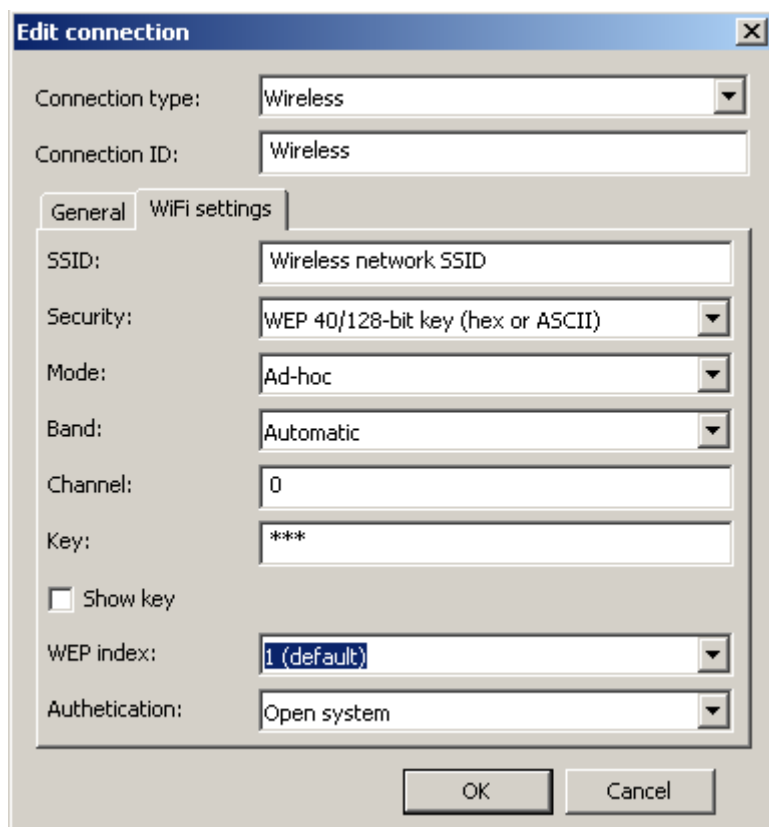 Edit connection
Connection type: Wireless
Connection ID: Wireless
General WiFi settings
SSID: Wireless network SSID
Security: WEP 40/128-bit key (hex or ASCII)
Mode: Ad-hoc
Band: Automatic
Channel: 0
Key: ***
Show key
WEP index: 1 (default)
Authetication: Open system
OK Cancel